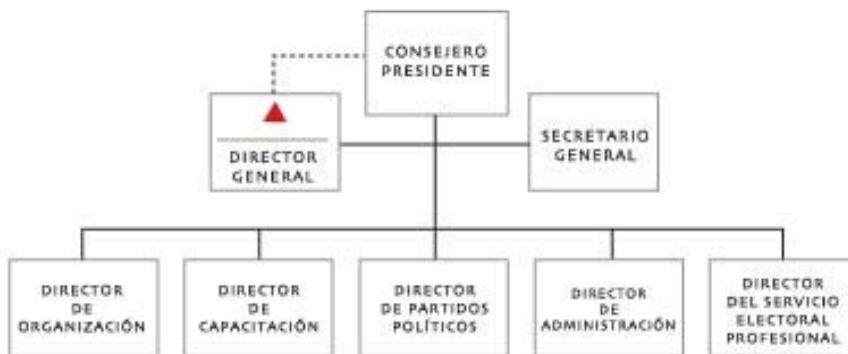 CONSEJERO
PRESIDENTE
DIRECTOR
GENERAL
SECRETARIO
GENERAL
DIRECTOR
DE
ORGANIZACIÓN
DIRECTOR
DE
CAPACITACIÓN
DIRECTOR
DE PARTIDOS
POLÍTICOS
DIRECTOR
DE
ADMINISTRACIÓN
DIRECTOR
DEL SERVICIO
ELECTORAL
PROFESIONAL